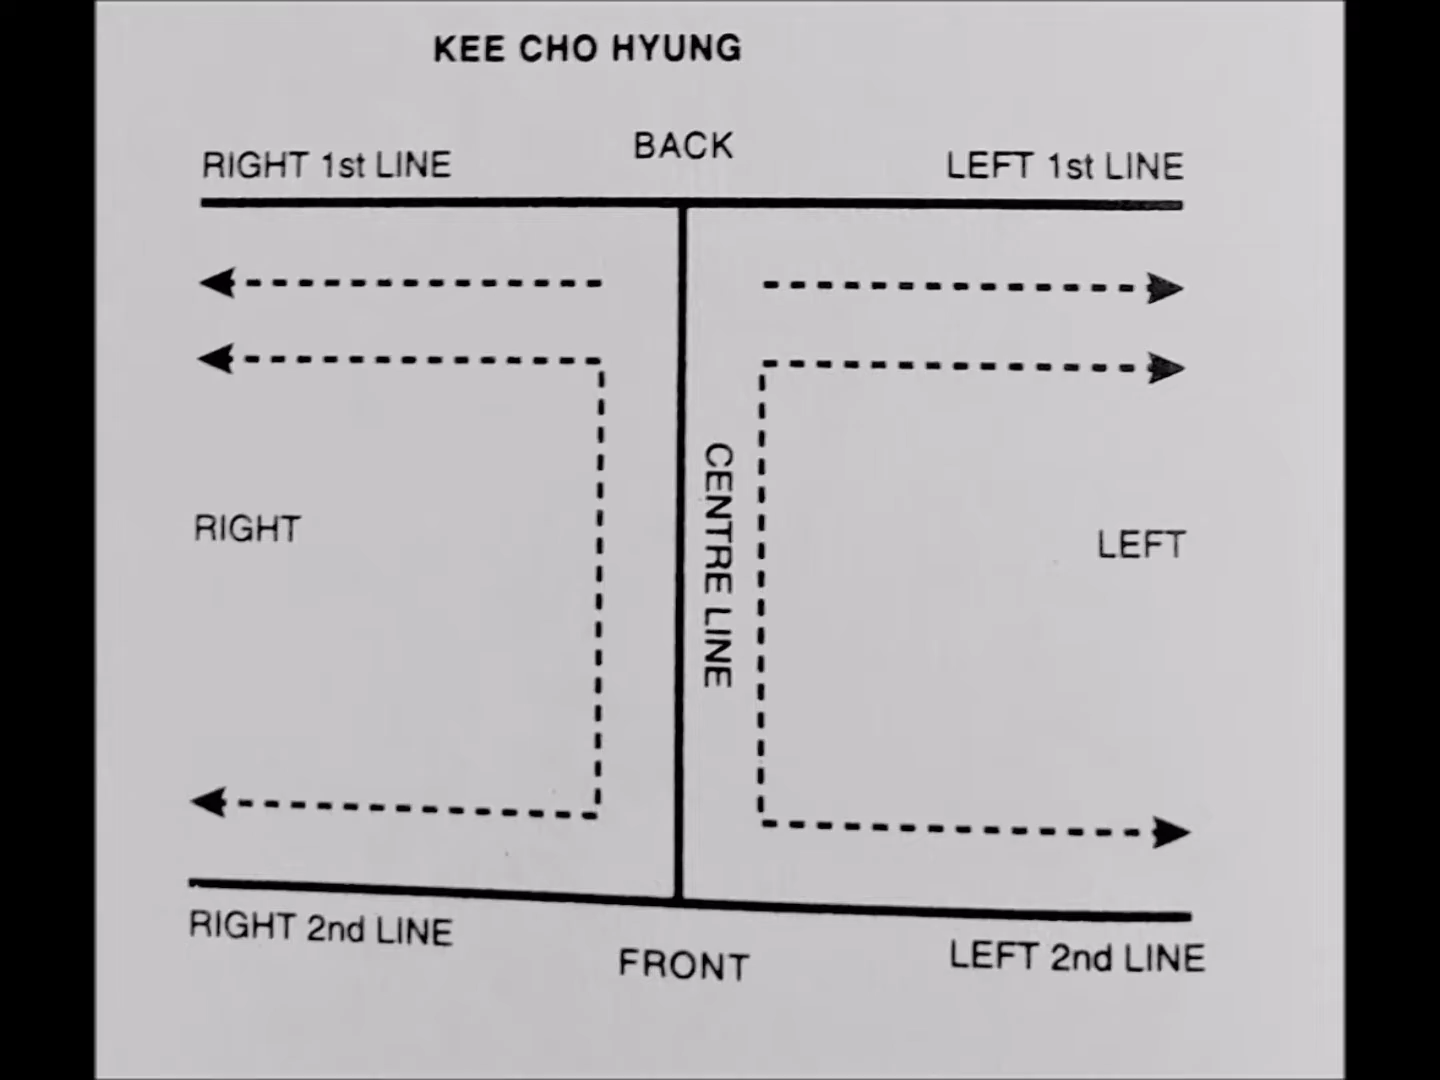 KEE CHO HYUNG
BACK
RIGHT 1st LINE
LEFT 1st LINE
CENTRE LINE
RIGHT
LEFT
RIGHT 2nd LINE
FRONT
LEFT 2nd LINE